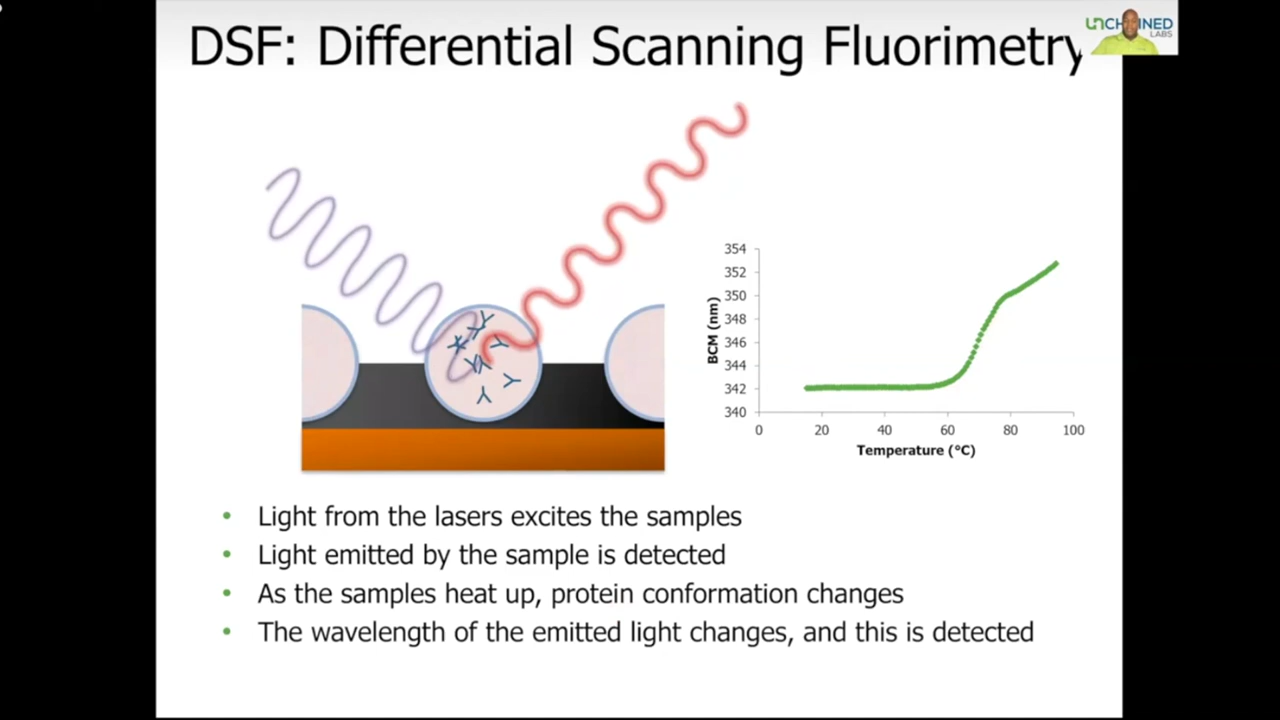 DSF: Differential Scanning Fluorimetry
LABS
354
352
350
348
346
344
342
340
BCM (nm)
0 20 40 60 80 100
Temperature (°C)
• Light from the lasers excites the samples
• Light emitted by the sample is detected
• As the samples heat up, protein conformation changes
• The wavelength of the emitted light changes, and this is detected